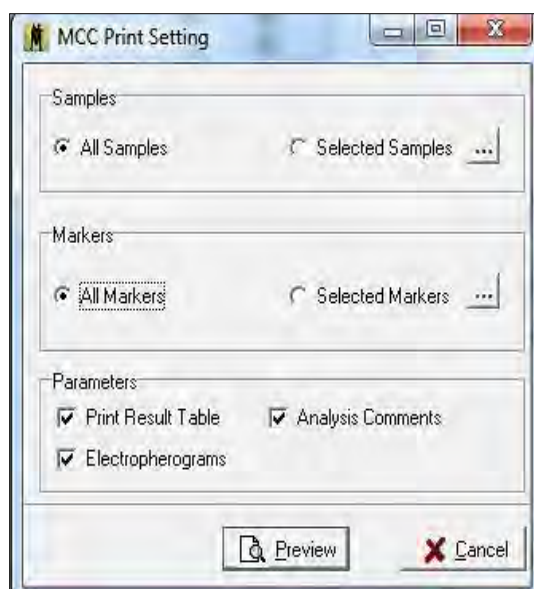 MCC Print Setting
Samples
All Samples Selected Samples ...
Markers
All Markers Selected Markers ...
Parameters
Print Result Table Analysis Comments
Electropherograms
Preview Cancel